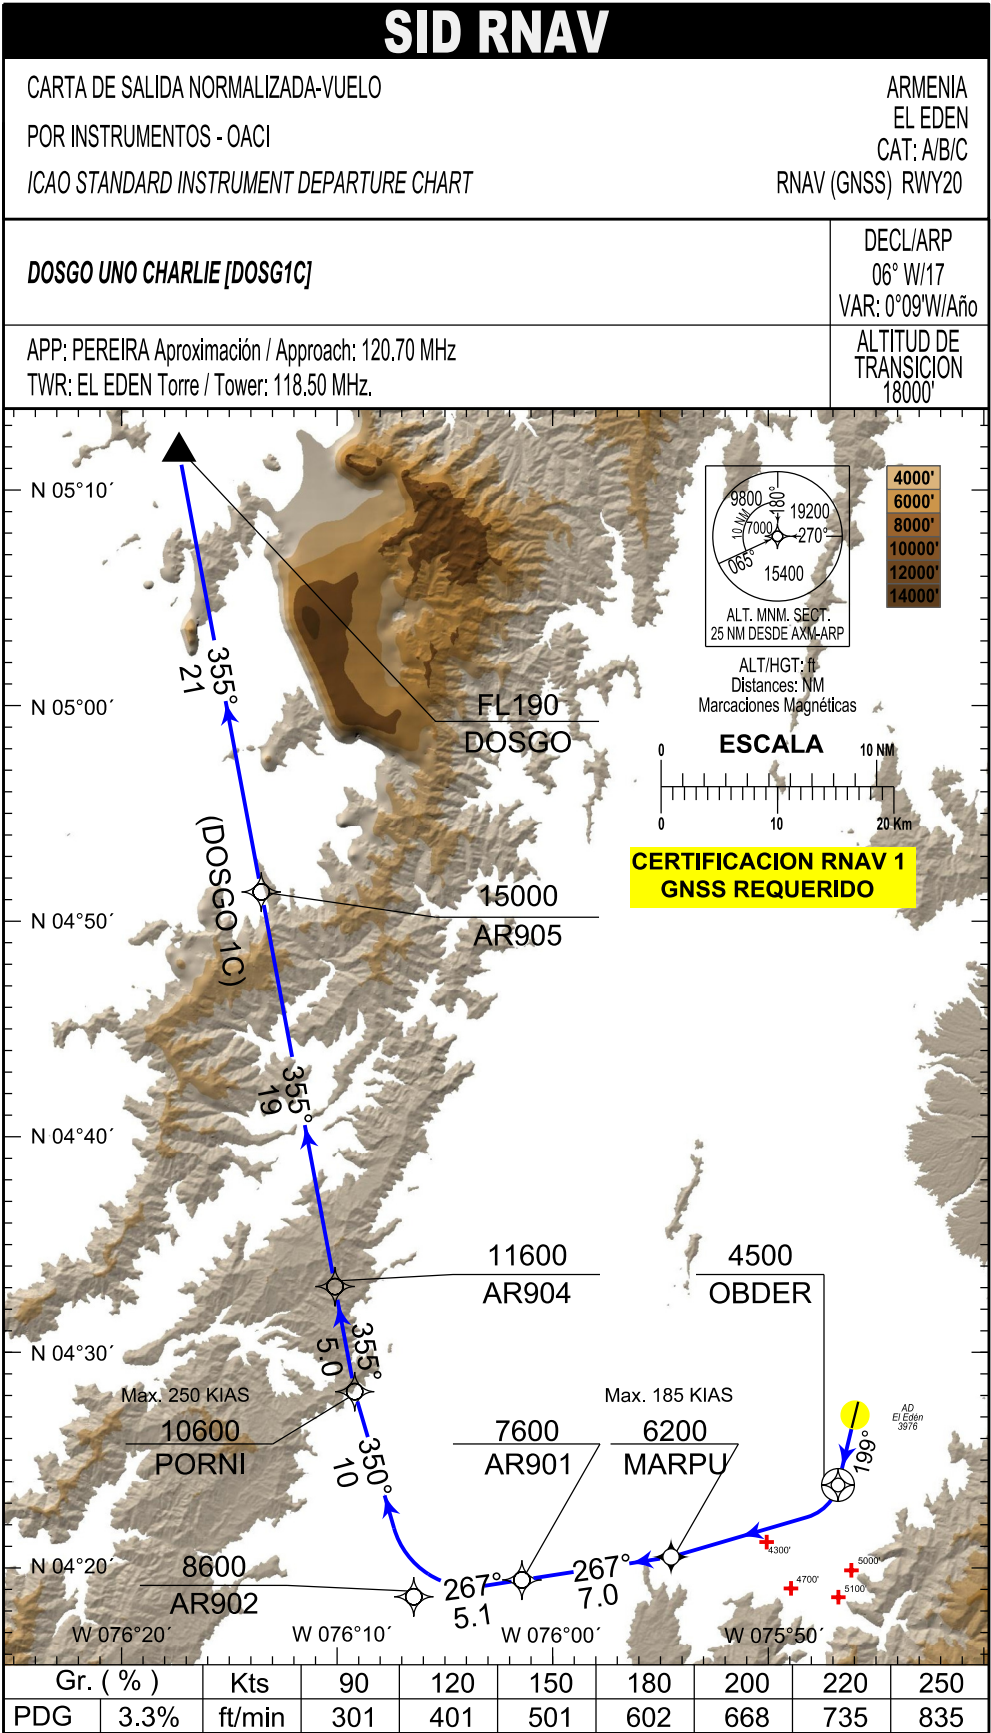 SID RNAV
CARTA DE SALIDA NORMALIZADA-VUELO
POR INSTRUMENTOS - OACI
ICAO STANDARD INSTRUMENT DEPARTURE CHART
ARMENIA
EL EDEN
CAT: A/B/C
RNAV (GNSS) RWY20
DOSGO UNO CHARLIE [DOSG1C]
DECL/ARP
06° W/17
VAR: 0°09'W/Año
APP: PEREIRA Aproximación / Approach: 120.70 MHz
TWR: EL EDEN Torre / Tower: 118.50 MHz.
ALTITUD DE
TRANSICION
18000'
N 05°10´
9800
180°
19200
10 NM
7000
270°
065°
15400
ALT. MNM. SECT.
25 NM DESDE AXM-ARP
4000'
6000'
8000'
10000'
12000'
14000'
ALT/HGT: ft
Distances: NM
Marcaciones Magnéticas
355°
21
N 05°00´
FL190
DOSGO
0
ESCALA
10 NM
0
10
20 Km
CERTIFICACION RNAV 1
GNSS REQUERIDO
(DOSGO1C)
15000
AR905
N 04°50´
355°
19
N 04°40´
11600
AR904
4500
OBDER
355°
5.0
N 04°30´
Max. 250 KIAS
10600
PORNI
Max. 185 KIAS
7600
AR901
6200
MARPU
AD
El Edén
3976
199°
350°
10
N 04°20´
8600
AR902
267°
5.1
267°
7.0
4300'
5000'
4700'
5100'
W 076°20´
W 076°10´
W 076°00´
W 075°50´
Gr. ( % ) Kts 90 120 150 180 200 220 250
PDG 3.3% ft/min 301 401 501 602 668 735 835